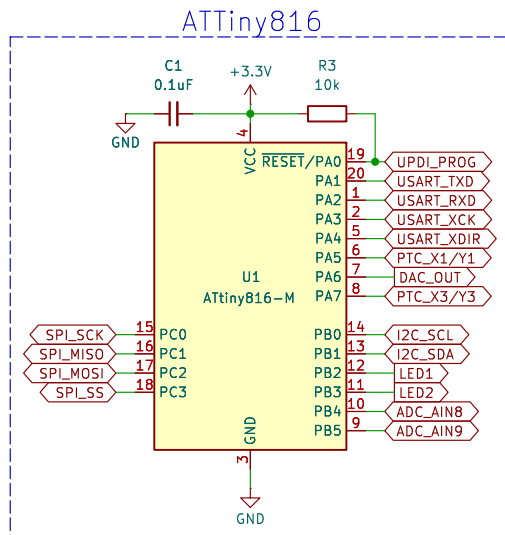 ATTiny816
C1
0.1uF
+3.3V
R3
10k
GND
4
VCC
RESET/PA0 19 UPDI_PROG
PA1 20 USART_TXD
PA2 1 USART_RXD
PA3 2 USART_XCK
PA4 5 USART_XDIR
PA5 6 PTC_X1/Y1
PA6 7 DAC_OUT
PA7 8 PTC_X3/Y3
U1
ATtiny816-M
SPI_SCK 15 PC0
SPI_MISO 16 PC1
SPI_MOSI 17 PC2
SPI_SS 18 PC3
PB0 14 I2C_SCL
PB1 13 I2C_SDA
PB2 12 LED1
PB3 11 LED2
PB4 10 ADC_AIN8
PB5 9 ADC_AIN9
GND
3
GND